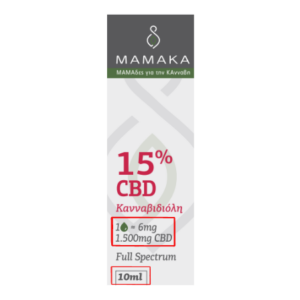 MAMAKA
ΜΑΜΑδες για την ΚΑνναβη
15%
CBD
Κανναβιδιόλη
1 = 6mg
1.500mg CBD
Full Spectrum
10ml